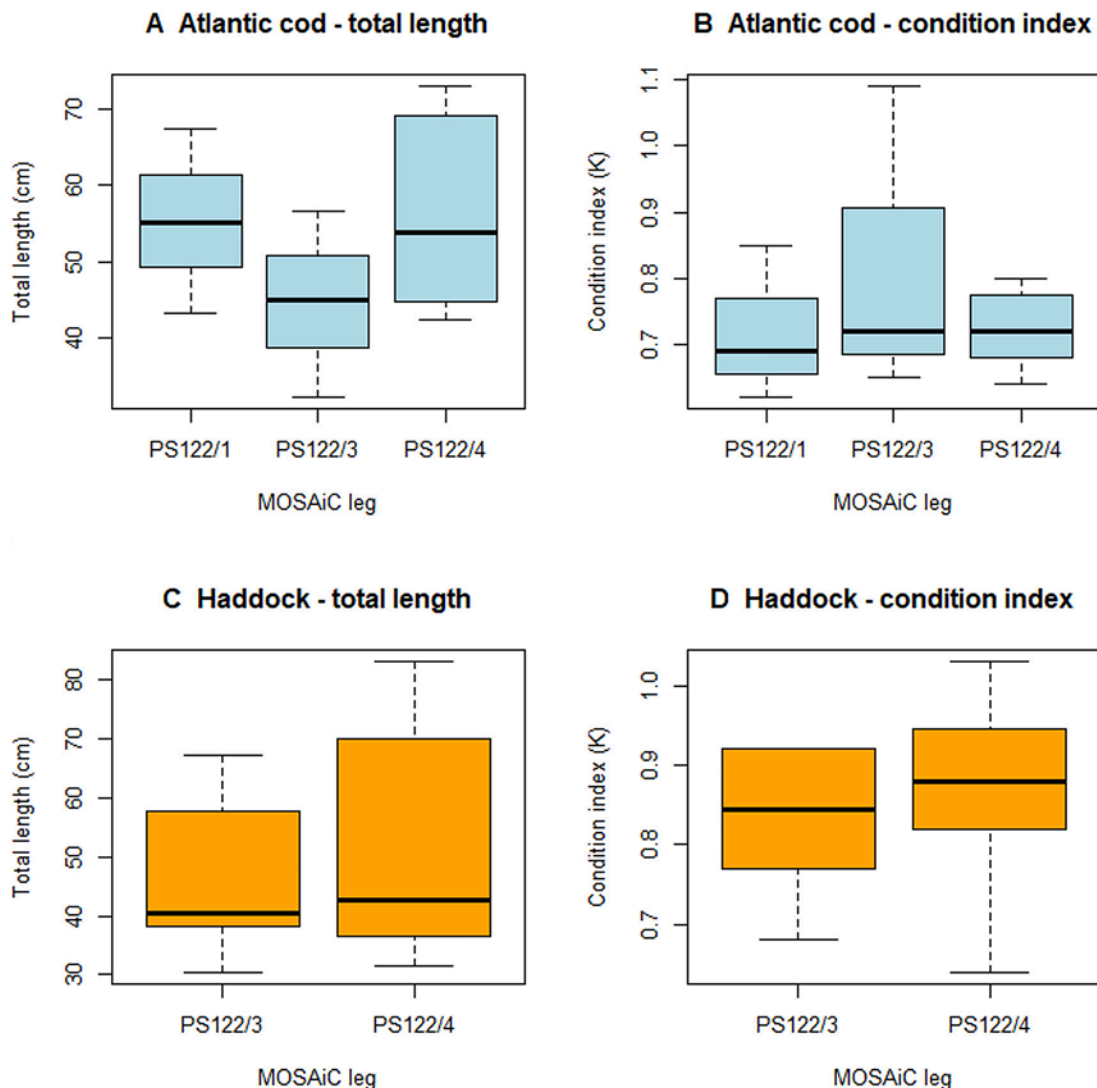 A Atlantic cod - total length
Total length (cm)
70
60
50
40
PS122/1 PS122/3 PS122/4
MOSAiC leg
B Atlantic cod - condition index
Condition index (K)
1.1
1.0
0.9
0.8
0.7
PS122/1 PS122/3 PS122/4
MOSAiC leg
C Haddock - total length
Total length (cm)
80
70
60
50
40
30
PS122/3 PS122/4
MOSAiC leg
D Haddock - condition index
Condition index (K)
1.0
0.9
0.8
0.7
PS122/3 PS122/4
MOSAiC leg